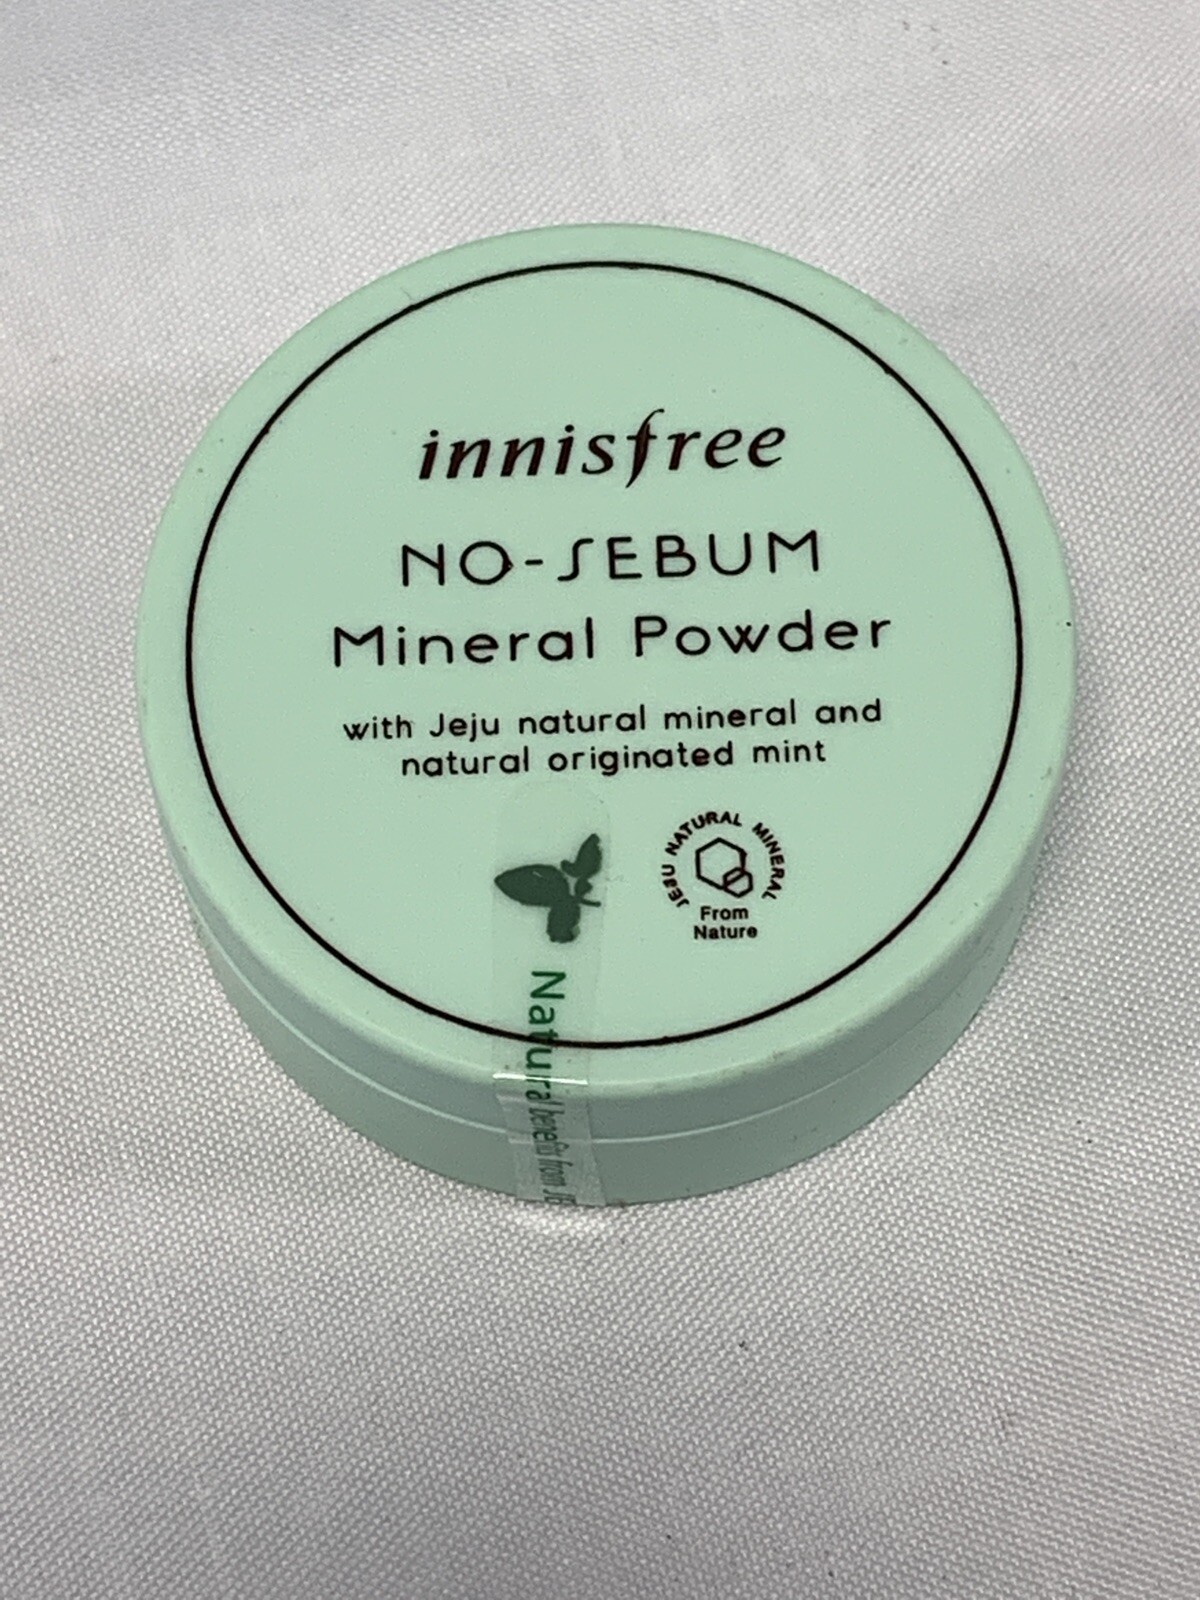 innisfree
NO-SEBUM
Mineral Powder
with Jeju natural mineral and
natural originated mint
JEJU NATURAL MINERAL
From
Nature
Natural benefits from